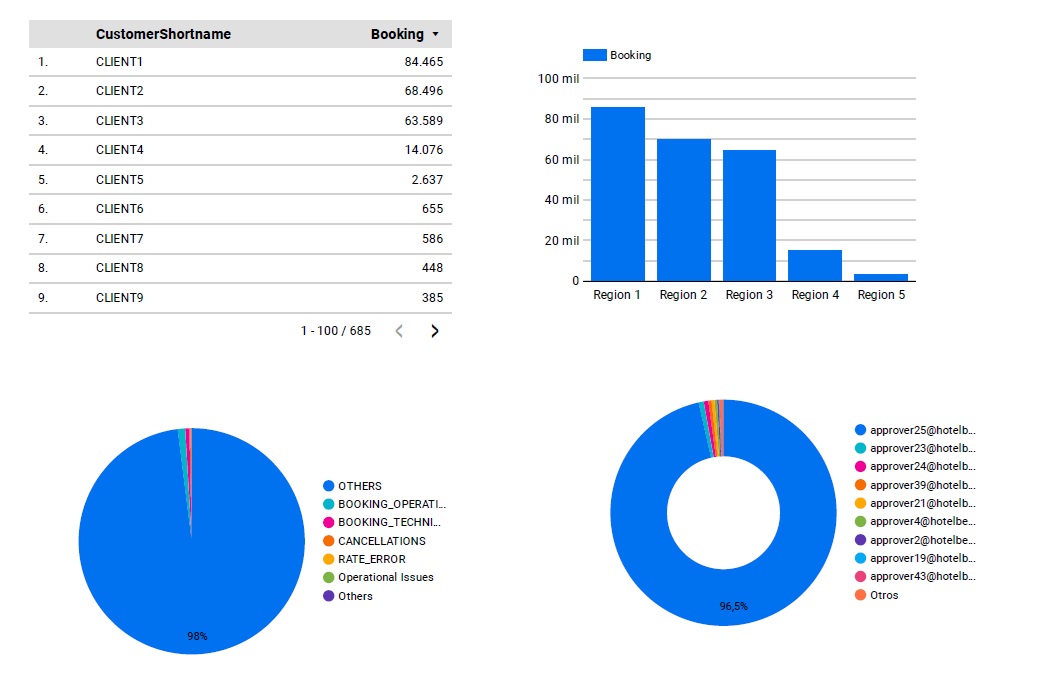 CustomerShortname Booking
1. CLIENT1 84.465
2. CLIENT2 68.496
3. CLIENT3 63.589
4. CLIENT4 14.076
5. CLIENT5 2.637
6. CLIENT6 655
7. CLIENT7 586
8. CLIENT8 448
9. CLIENT9 385
1 - 100 / 685
Booking
100 mil
80 mil
60 mil
40 mil
20 mil
0
Region 1 Region 2 Region 3 Region 4 Region 5
98%
OTHERS
BOOKING_OPERATI...
BOOKING_TECHNI...
CANCELLATIONS
RATE_ERROR
Operational Issues
Others
96,5%
approver25@hotelb...
approver23@hotelb...
approver24@hotelb...
approver39@hotelb...
approver21@hotelb...
approver4@hotelbe...
approver2@hotelbe...
approver19@hotelb...
approver43@hotelb...
Otros